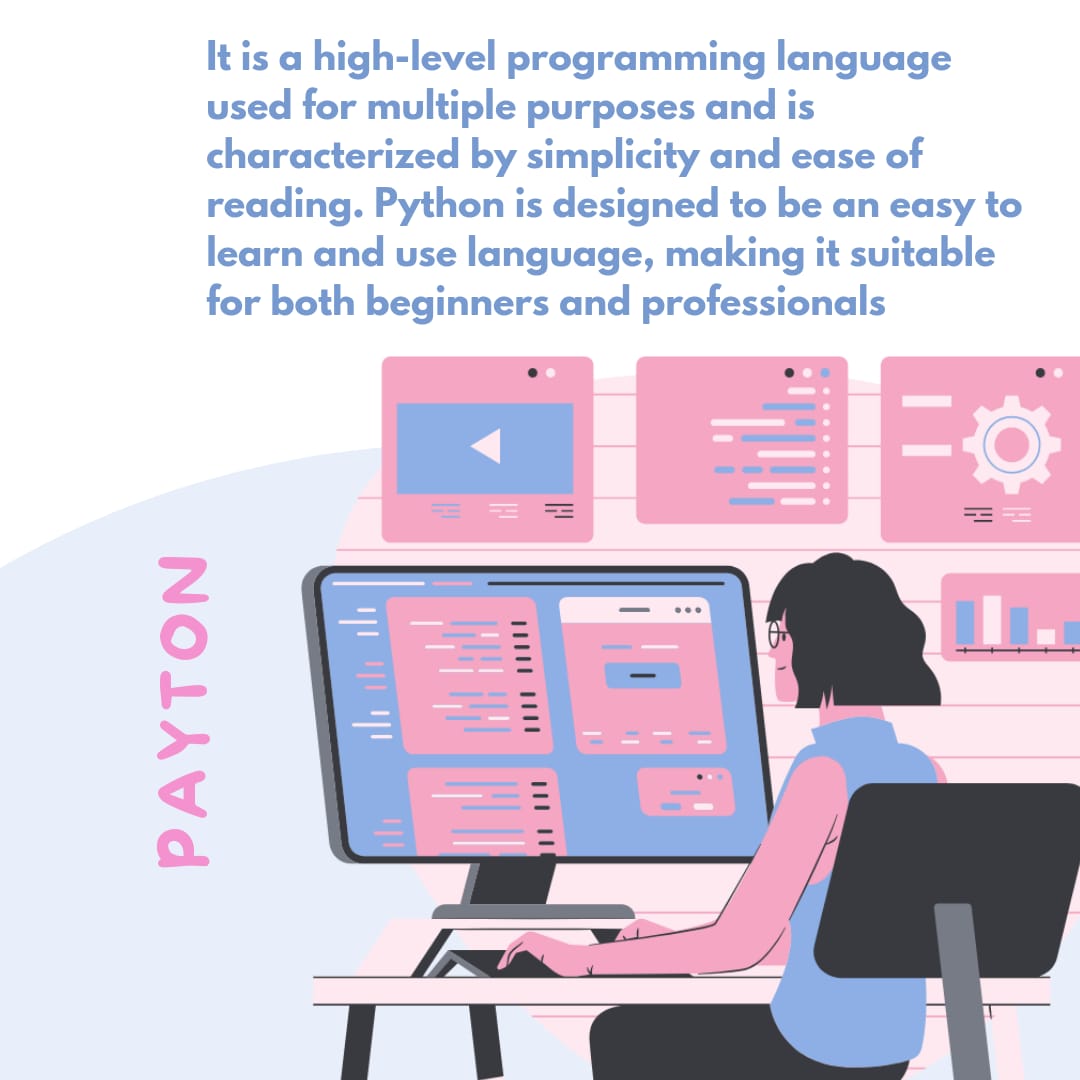 It is a high-level programming language
used for multiple purposes and is
characterized by simplicity and ease of
reading. Python is designed to be an easy to
learn and use language, making it suitable
for both beginners and professionals
PAYTON